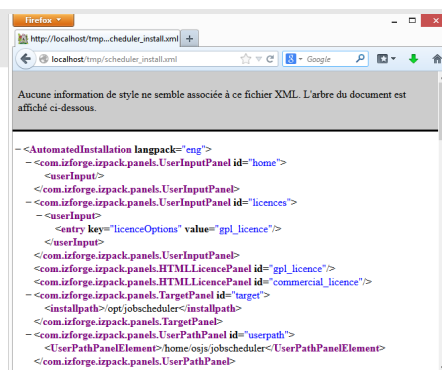 Firefox
http://localhost/tmp...cheduler_install.xml
localhost/tmp/scheduler_install.xml
Google
Aucune information de style ne semble associée à ce fichier XML. L'arbre du document est
affiché ci-dessous.
-<AutomatedInstallation langpack="eng">
-<com.izforge.izpack.panels.UserInputPanel id="home">
<userInput/>
</com.izforge.izpack.panels.UserInputPanel>
-<com.izforge.izpack.panels.UserInputPanel id="licences">
-<userInput>
<entry key="licenceOptions" value="gpl_licence"/>
</userInput>
</com.izforge.izpack.panels.UserInputPanel>
<com.izforge.izpack.panels.HTMLLicencePanel id="gpl_licence"/>
<com.izforge.izpack.panels.HTMLLicencePanel id="commercial_licence"/>
-<com.izforge.izpack.panels.TargetPanel id="target">
<installpath>/opt/jobscheduler</installpath>
</com.izforge.izpack.panels.TargetPanel>
-<com.izforge.izpack.panels.UserPathPanel id="userpath">
<UserPathPanelElement>/home/osjs/jobscheduler</UserPathPanelElement>
</com.izforge.izpack.panels.UserPathPanel>